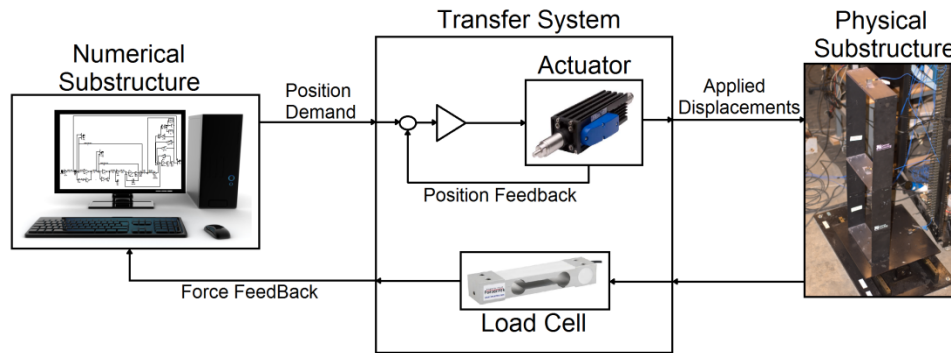 Transfer System
Physical
Substructure
Numerical
Substructure
Actuator
Position
Demand
Applied
Displacements
Position Feedback
Force FeedBack
Load Cell